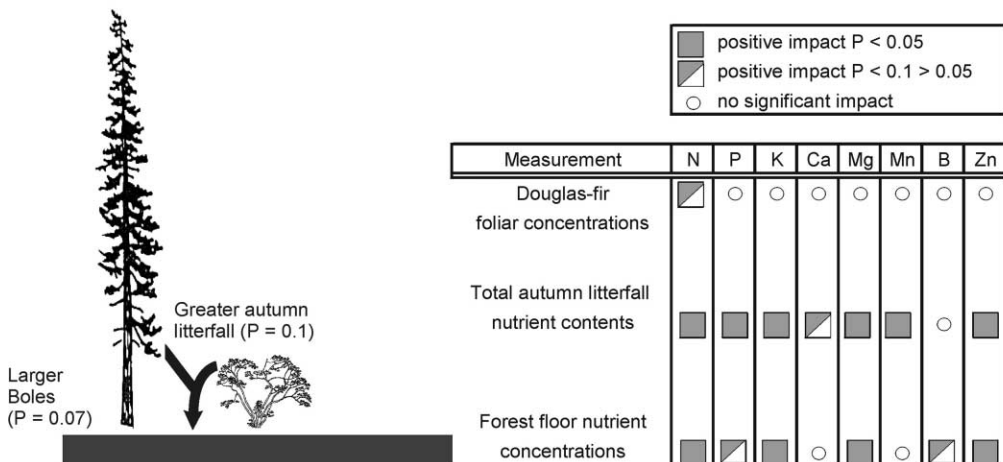 positive impact P < 0.05
positive impact P < 0.1 > 0.05
no significant impact
Measurement N P K Ca Mg Mn B Zn
Douglas-fir
foliar concentrations
Total autumn litterfall
nutrient contents
Forest floor nutrient
concentrations
Greater autumn
litterfall (P = 0.1)
Larger
Boles
(P = 0.07)